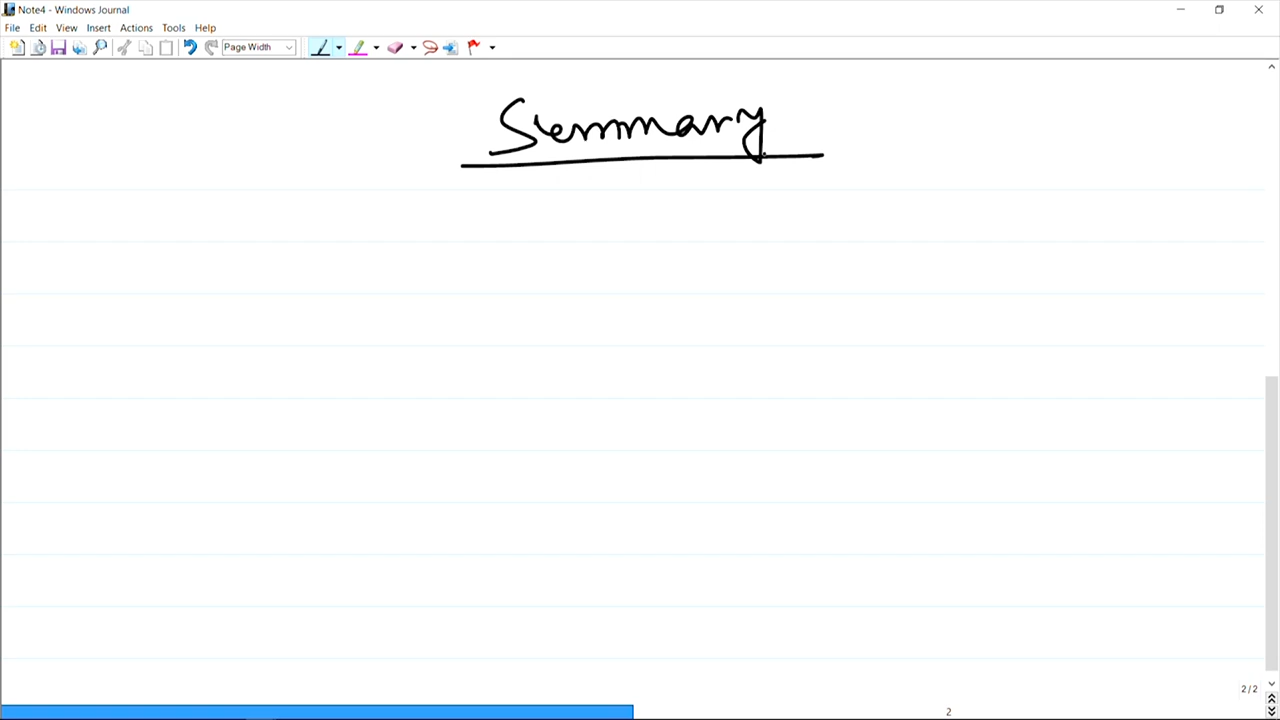 Note4 - Windows Journal
File Edit View Insert Actions Tools Help
Page Width
Summary
2 / 2
2